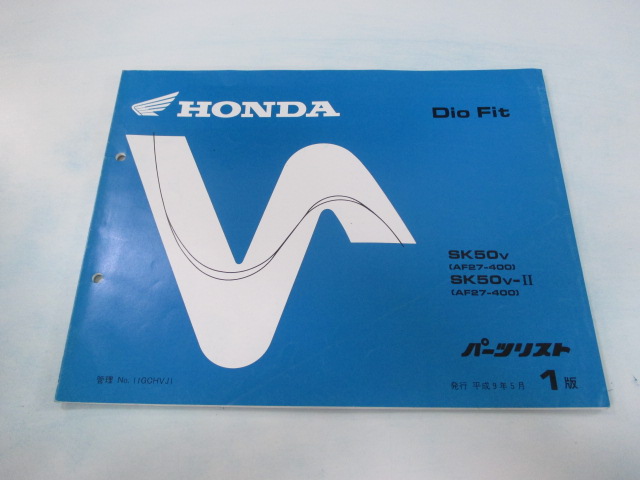 HONDA
Dio Fit
SK50V
(AF27-400)
SK50V-II
(AF27-400)
パーツリスト
管理 No. 110GHVJ1
発行 平成9年5月 1版